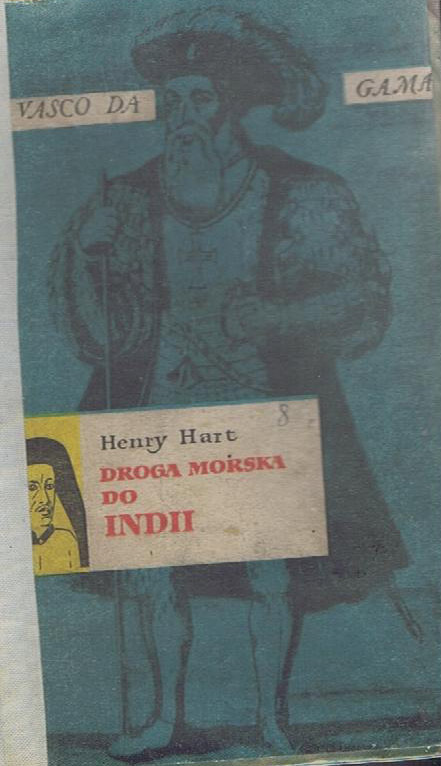 VASCO DA GAMA
8
Henry Hart
DROGA MORSKA
DO
INDII